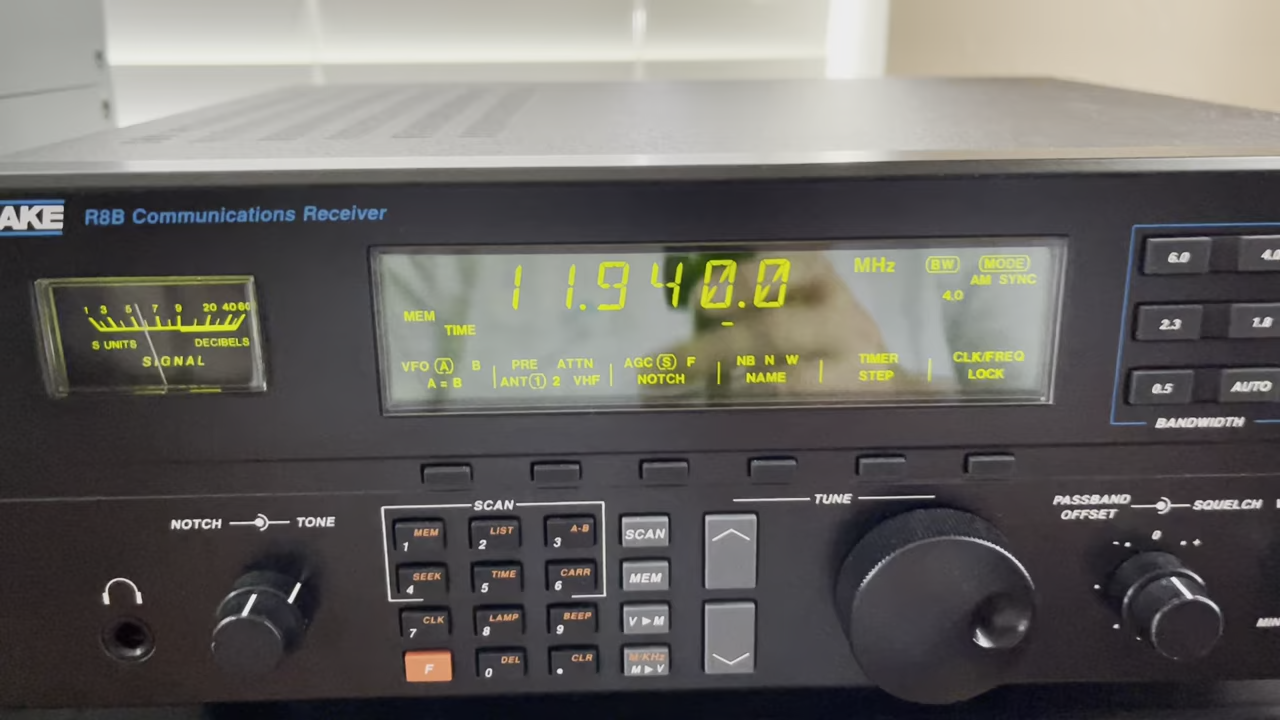 AKE R8B Communications Receiver
1 3 5 7 9 20 40 60
S UNITS DECIBELS
SIGNAL
11.940.0 MHz BW MODE
AM SYNC
4.0
MEM
TIME
VFO A B PRE ATTN AGC S F NB N W TIMER CLK/FREQ
A = B ANT 1 2 VHF NOTCH NAME STEP LOCK
6.0 4.0
2.3 1.8
0.5 AUTO
BANDWIDTH
NOTCH TONE
SCAN
MEM 1 LIST 2 A-B 3 SCAN
SEEK 4 TIME 5 CARR 6 MEM
CLK 7 LAMP 8 BEEP 9 V ▶ M
F DEL 0 CLR . M-KHz
M ▶ V
TUNE
PASSBAND
OFFSET SQUELCH
0
-- ++
- +
MIN